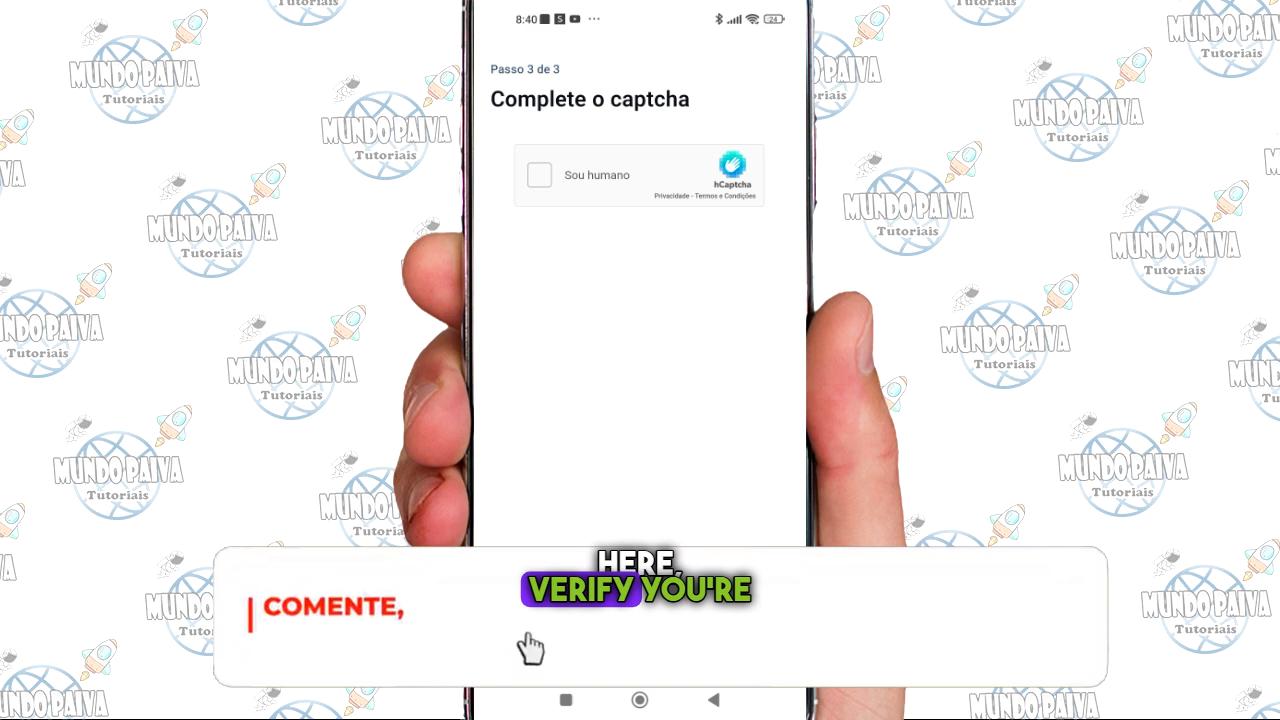 8:40
24
Passo 3 de 3
Complete o captcha
Sou humano
hCaptcha
Privacidade - Termos e Condições
HERE,
VERIFY YOU'RE
COMENTE,
MUNDO PAIVA
Tutoriais